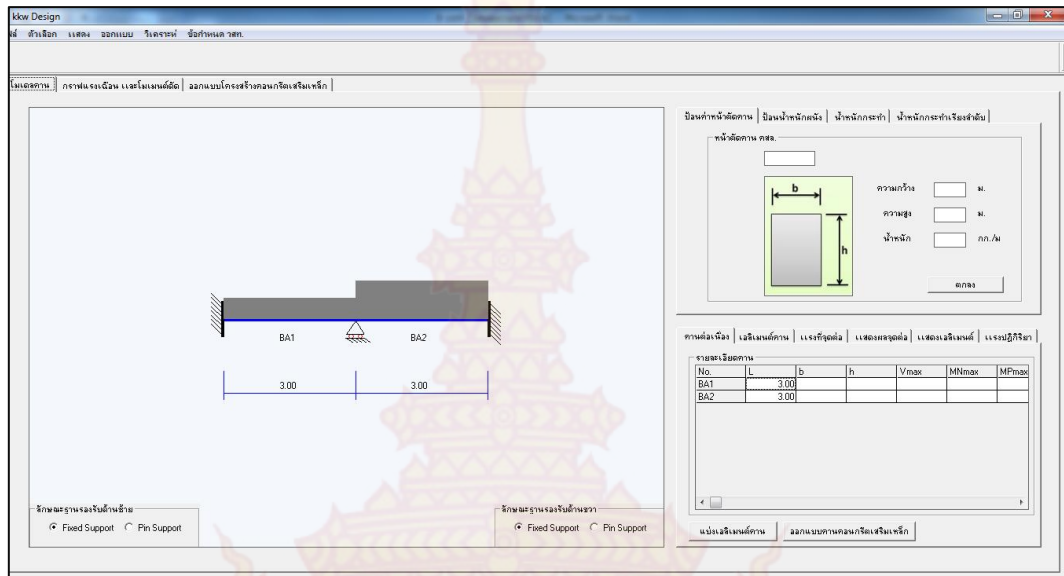 kkw Design
ตัวเลือก แสดง ออกแบบ วิเคราะห์ ข้อกำหนด วสท.
โมเดลคาน กราฟแรงเฉือน และโมเมนต์ดัด ออกแบบโครงสร้างคอนกรีตเสริมเหล็ก
ป้อนค่าหน้าตัดคาน ป้อนน้ำหนักผนัง น้ำหนักกระทำ น้ำหนักกระทำเรียงลำดับ
หน้าตัดคาน คสล.
b
h
ความกว้าง ม.
ความสูง ม.
น้ำหนัก กก./ม
ตกลง
BA1 BA2
3.00 3.00
ลักษณะฐานรองรับด้านซ้าย
Fixed Support Pin Support
ลักษณะฐานรองรับด้านขวา
Fixed Support Pin Support
คานต่อเนื่อง เอลิเมนต์คาน แรงที่จุดต่อ แสดงผลจุดต่อ แสดงเอลิเมนต์ แรงปฏิกิริยา
รายละเอียดคาน
No. L b h Vmax MNmax MPmax
BA1 3.00
BA2 3.00
แบ่งเอลิเมนต์คาน ออกแบบคานคอนกรีตเสริมเหล็ก